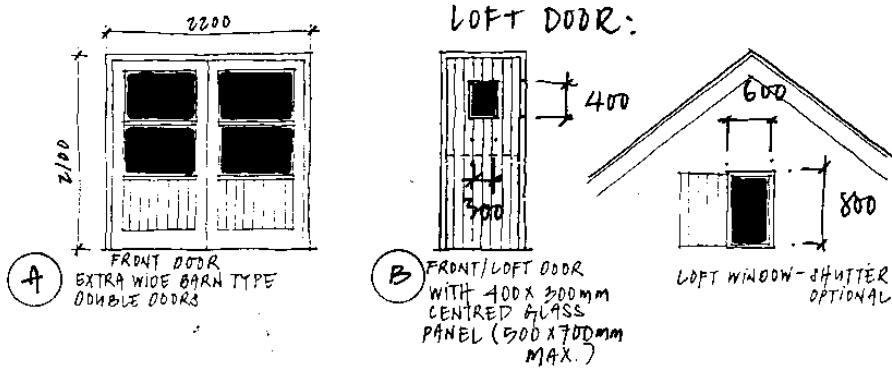 LOFT DOOR:
2200
2100
A
FRONT DOOR
EXTRA WIDE BARN TYPE
DOUBLE DOORS
400
300
B
FRONT/LOFT DOOR
WITH 400 X 300mm
CENTRED GLASS
PANEL (500 X 700mm
MAX.)
600
800
LOFT WINDOW - SHUTTER
OPTIONAL